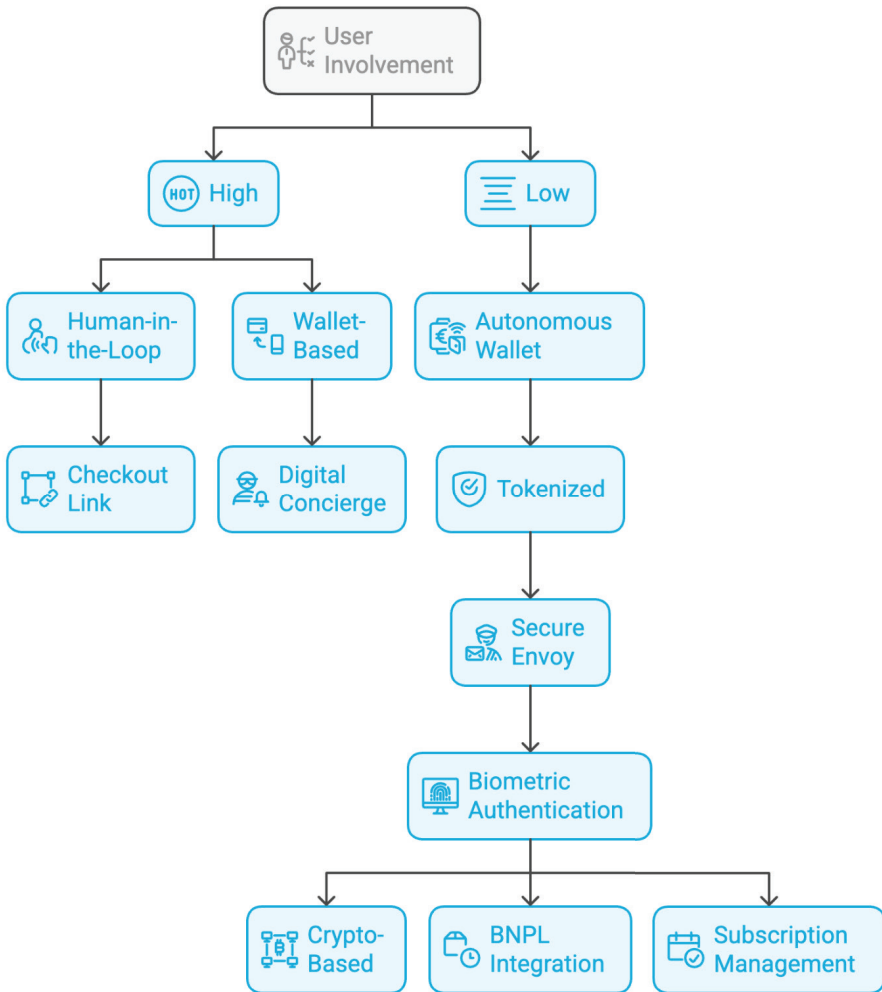 User
Involvement
HOT
High
Low
Human-in-
the-Loop
Wallet-
Based
€
Autonomous
Wallet
Checkout
Link
Digital
Concierge
Tokenized
Secure
Envoy
Biometric
Authentication
₿
Crypto-
Based
BNPL
Integration
Subscription
Management